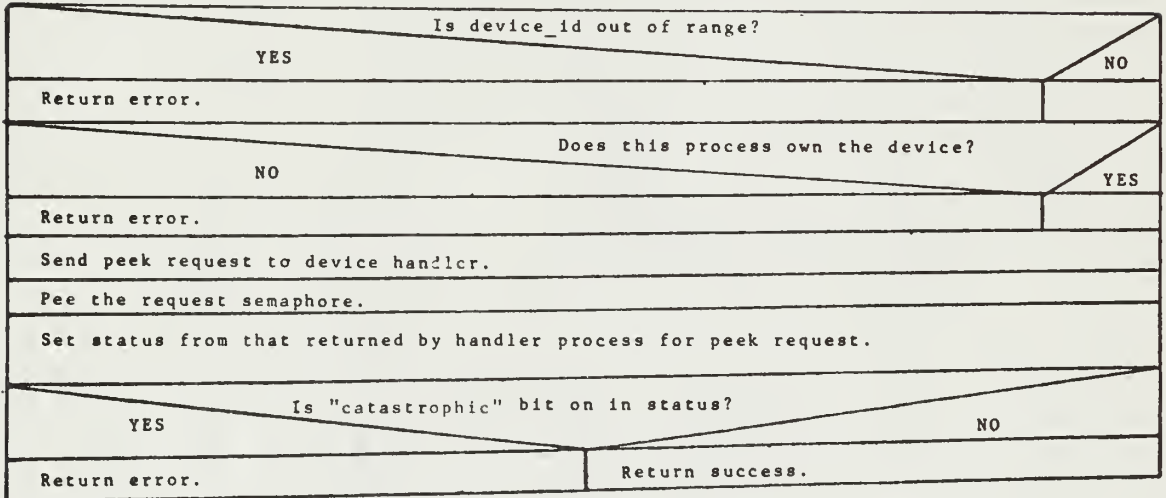 Is device_id out of range?
YES
NO
Return error.
Does this process own the device?
NO
YES
Return error.
Send peek request to device handler.
Pee the request semaphore.
Set status from that returned by handler process for peek request.
Is "catastrophic" bit on in status?
YES
NO
Return error.
Return success.